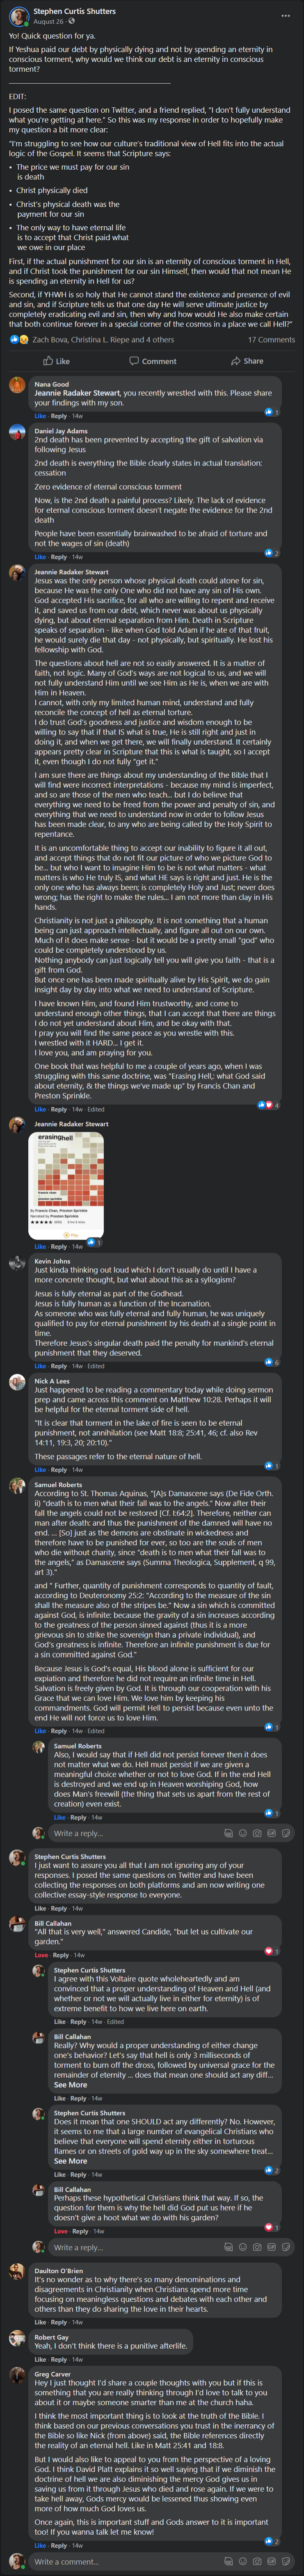 Stephen Curtis Shutters
August 26 ·
Yo! Quick question for ya.
If Yeshua paid our debt by physically dying and not by spending an eternity in
conscious torment, why would we think our debt is an eternity in conscious
torment?
EDIT:
I posed the same question on Twitter, and a friend replied, "I don't fully understand
what you're getting at here." So this was my response in order to hopefully make
my question a bit more clear:
"I'm struggling to see how our culture's traditional view of Hell fits into the actual
logic of the Gospel. It seems that Scripture says:
• The price we must pay for our sin
is death
• Christ physically died
• Christ's physical death was the
payment for our sin
• The only way to have eternal life
is to accept that Christ paid what
we owe in our place
First, if the actual punishment for our sin is an eternity of conscious torment in Hell,
and if Christ took the punishment for our sin Himself, then would that not mean He
is spending an eternity in Hell for us?
Second, if YHWH is so holy that He cannot stand the existence and presence of evil
and sin, and if Scripture tells us that one day He will serve ultimate justice by
completely eradicating evil and sin, then why and how would He also make certain
that both continue forever in a special corner of the cosmos in a place we call Hell?"
Zach Bova, Christina L. Riepe and 4 others
17 Comments
Like
Comment
Share
Nana Good
Jeannie Radaker Stewart, you recently wrestled with this. Please share
your findings with my son.
Like · Reply · 14w
1
Daniel Jay Adams
2nd death has been prevented by accepting the gift of salvation via
following Jesus
2nd death is everything the Bible clearly states in actual translation:
cessation
Zero evidence of eternal conscious torment
Now, is the 2nd death a painful process? Likely. The lack of evidence
for eternal conscious torment doesn't negate the evidence for the 2nd
death
People have been essentially brainwashed to be afraid of torture and
not the wages of sin (death)
Like · Reply · 14w
2
Jeannie Radaker Stewart
Jesus was the only person whose physical death could atone for sin,
because He was the only One who did not have any sin of His own.
God accepted His sacrifice, for all who are willing to repent and receive
it, and saved us from our debt, which never was about us physically
dying, but about eternal separation from Him. Death in Scripture
speaks of separation - like when God told Adam if he ate of that fruit,
he would surely die that day - not physically, but spiritually. He lost his
fellowship with God.
The questions about hell are not so easily answered. It is a matter of
faith, not logic. Many of God's ways are not logical to us, and we will
not fully understand Him until we see Him as He is, when we are with
Him in Heaven.
I cannot, with only my limited human mind, understand and fully
reconcile the concept of hell as eternal torture.
I do trust God's goodness and justice and wisdom enough to be
willing to say that if that IS what is true, He is still right and just in
doing it, and when we get there, we will finally understand. It certainly
appears pretty clear in Scripture that this is what is taught, so I accept
it, even though I do not fully "get it."
I am sure there are things about my understanding of the Bible that I
will find were incorrect interpretations - because my mind is imperfect,
and so are those of the men who teach... but I do believe that
everything we need to be freed from the power and penalty of sin, and
everything that we need to understand now in order to follow Jesus
has been made clear, to any who are being called by the Holy Spirit to
repentance.
It is an uncomfortable thing to accept our inability to figure it all out,
and accept things that do not fit our picture of who we picture God to
be... but who I want to imagine Him to be is not what matters - what
matters is who He truly IS, and what HE says is right and just. He is the
only one who has always been; is completely Holy and Just; never does
wrong; has the right to make the rules... I am not more than clay in His
hands.
Christianity is not just a philosophy. It is not something that a human
being can just approach intellectually, and figure all out on our own.
Much of it does make sense - but it would be a pretty small "god" who
could be completely understood by us.
Nothing anybody can just logically tell you will give you faith - that is a
gift from God.
But once one has been made spiritually alive by His Spirit, we do gain
insight day by day into what we need to understand of Scripture.
I have known Him, and found Him trustworthy, and come to
understand enough other things, that I can accept that there are things
I do not yet understand about Him, and be okay with that.
I pray you will find that same peace as you wrestle with this.
I wrestled with it HARD... I get it.
I love you, and am praying for you.
One book that was helpful to me a couple of years ago, when I was
struggling with this same doctrine, was "Erasing Hell,: what God said
about eternity, & the things we've made up" by Francis Chan and
Preston Sprinkle.
Like · Reply · 14w · Edited
4
Jeannie Radaker Stewart
erasinghell
By Francis Chan, Preston Sprinkle
Narrated by Preston Sprinkle
Like · Reply · 14w
1
Kevin Johns
Just kinda thinking out loud which I don't usually do until I have a
more concrete thought, but what about this as a syllogism?
Jesus is fully eternal as part of the Godhead.
Jesus is fully human as a function of the Incarnation.
As someone who was fully eternal and fully human, he was uniquely
qualified to pay for eternal punishment by his death at a single point in
time.
Therefore Jesus's singular death paid the penalty for mankind's eternal
punishment that they deserved.
Like · Reply · 14w · Edited
6
Nick A Lees
Just happened to be reading a commentary today while doing sermon
prep and came across this comment on Matthew 10:28. Perhaps it will
be helpful for the eternal torment side of hell.
"It is clear that torment in the lake of fire is seen to be eternal
punishment, not annihilation (see Matt 18:8; 25:41, 46; cf. also Rev
14:11, 19:3, 20; 20:10)."
These passages refer to the eternal nature of hell.
Like · Reply · 14w
1
Samuel Roberts
According to St. Thomas Aquinas, "[A]s Damascene says (De Fide Orth.
ii) "death is to men what their fall was to the angels." Now after their
fall the angels could not be restored [Cf. I:64:2]. Therefore, neither can
man after death: and thus the punishment of the damned will have no
end. ... [So] just as the demons are obstinate in wickedness and
therefore have to be punished for ever, so too are the souls of men
who die without charity, since "death is to men what their fall was to
the angels," as Damascene says (Summa Theologica, Supplement, q 99,
art 3)."
and " Further, quantity of punishment corresponds to quantity of fault,
according to Deuteronomy 25:2: "According to the measure of the sin
shall the measure also of the stripes be." Now a sin which is committed
against God, is infinite: because the gravity of a sin increases according
to the greatness of the person sinned against (thus it is a more
grievous sin to strike the sovereign than a private individual), and
God's greatness is infinite. Therefore an infinite punishment is due for
a sin committed against God."
Because Jesus is God's equal, His blood alone is sufficient for our
expiation and therefore he did not require an infinite time in Hell.
Salvation is freely given by God. It is through our cooperation with his
Grace that we can love Him. We love him by keeping his
commandments. God will permit Hell to persist because even unto the
end He will not force us to love Him.
Like · Reply · 14w · Edited
1
Samuel Roberts
Also, I would say that if Hell did not persist forever then it does
not matter what we do. Hell must persist if we are given a
meaningful choice whether or not to love God. If in the end Hell
is destroyed and we end up in Heaven worshiping God, how
does Man's freewill (the thing that sets us apart from the rest of
creation) even exist.
Like · Reply · 14w
1
Write a reply...
Stephen Curtis Shutters
I just want to assure you all that I am not ignoring any of your
responses. I posed the same questions on Twitter and have been
collecting the responses on both platforms and am now writing one
collective essay-style response to everyone.
Like · Reply · 14w
Bill Callahan
"All that is very well," answered Candide, "but let us cultivate our
garden."
Love · Reply · 14w
1
Stephen Curtis Shutters
I agree with this Voltaire quote wholeheartedly and am
convinced that a proper understanding of Heaven and Hell (and
whether or not we will actually live in either for eternity) is of
extreme benefit to how we live here on earth.
Like · Reply · 14w · Edited
Bill Callahan
Really? Why would a proper understanding of either change
one's behavior? Let's say that hell is only 3 milliseconds of
torment to burn off the dross, followed by universal grace for the
remainder of eternity ... does that mean one should act any diff...
See More
Like · Reply · 14w
Stephen Curtis Shutters
Does it mean that one SHOULD act any differently? No. However,
it seems to me that a large number of evangelical Christians who
believe that everyone will spend eternity either in torturous
flames or on streets of gold way up in the sky somewhere treat...
See More
Like · Reply · 14w
2
Bill Callahan
Perhaps these hypothetical Christians think that way. If so, the
question for them is why the hell did God put us here if he
doesn't give a hoot what we do with his garden?
Love · Reply · 14w
1
Write a reply...
Daulton O'Brien
It's no wonder as to why there's so many denominations and
disagreements in Christianity when Christians spend more time
focusing on meaningless questions and debates with each other and
others than they do sharing the love in their hearts.
Like · Reply · 14w
Robert Gay
Yeah, I don't think there is a punitive afterlife.
Like · Reply · 14w
Greg Carver
Hey I just thought I'd share a couple thoughts with you but if this is
something that you are really thinking through I'd love to talk to you
about it or maybe someone smarter than me at the church haha.
I think the most important thing is to look at the truth of the Bible. I
think based on our previous conversations you trust in the inerrancy of
the Bible so like Nick (from above) said, the Bible references directly
the reality of an eternal hell. Like in Matt 25:41 and 18:8.
But I would also like to appeal to you from the perspective of a loving
God. I think David Platt explains it so well saying that if we diminish the
doctrine of hell we are also diminishing the mercy God gives us in
saving us from it through Jesus who died and rose again. If we were to
take hell away, Gods mercy would be lessened thus showing even
more of how much God loves us.
Once again, this is important stuff and Gods answer to it is important
too! If you wanna talk let me know!
Like · Reply · 14w
2
Write a comment...